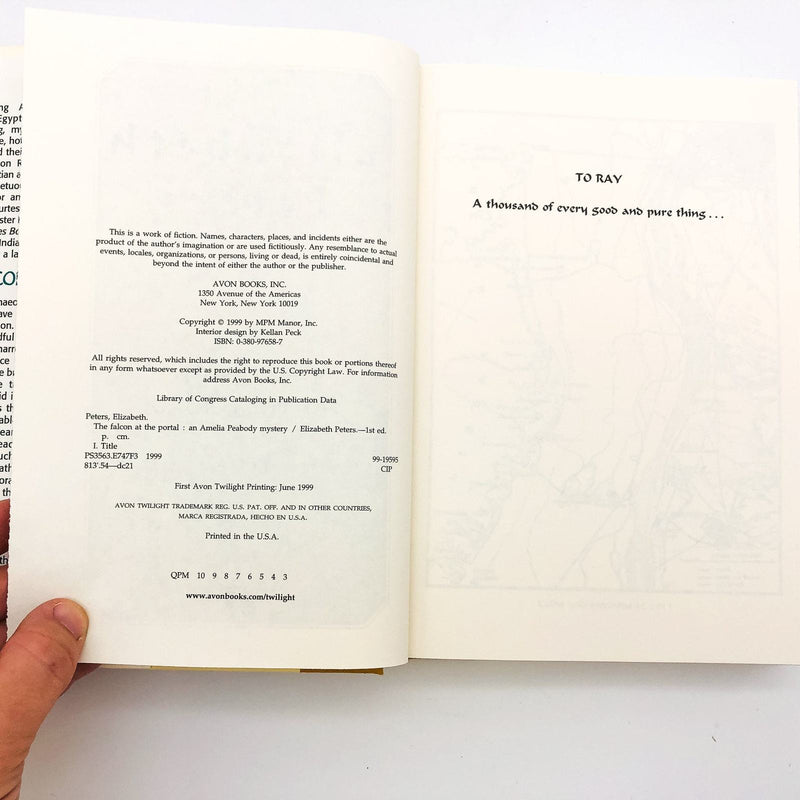 This is a work of fiction. Names, characters, places, and incidents either are the
product of the author's imagination or are used fictitiously. Any resemblance to actual
events, locales, organizations, or persons, living or dead, is entirely coincidental and
beyond the intent of either the author or the publisher.
AVON BOOKS, INC.
1350 Avenue of the Americas
New York, New York 10019
Copyright © 1999 by MPM Manor, Inc.
Interior design by Kellan Peck
ISBN: 0-380-97658-7
All rights reserved, which includes the right to reproduce this book or portions thereof
in any form whatsoever except as provided by the U.S. Copyright Law. For information
address Avon Books, Inc.
Library of Congress Cataloging in Publication Data
Peters, Elizabeth.
The falcon at the portal : an Amelia Peabody mystery / Elizabeth Peters.—1st ed.
p. cm.
I. Title
PS3563.E747F3 1999 99-19595
813'.54—dc21 CIP
First Avon Twilight Printing: June 1999
AVON TWILIGHT TRADEMARK REG. U.S. PAT. OFF. AND IN OTHER COUNTRIES,
MARCA REGISTRADA, HECHO EN U.S.A.
Printed in the U.S.A.
QPM 10 9 8 7 6 5 4 3
www.avonbooks.com/twilight
TO RAY
A thousand of every good and pure thing . . .